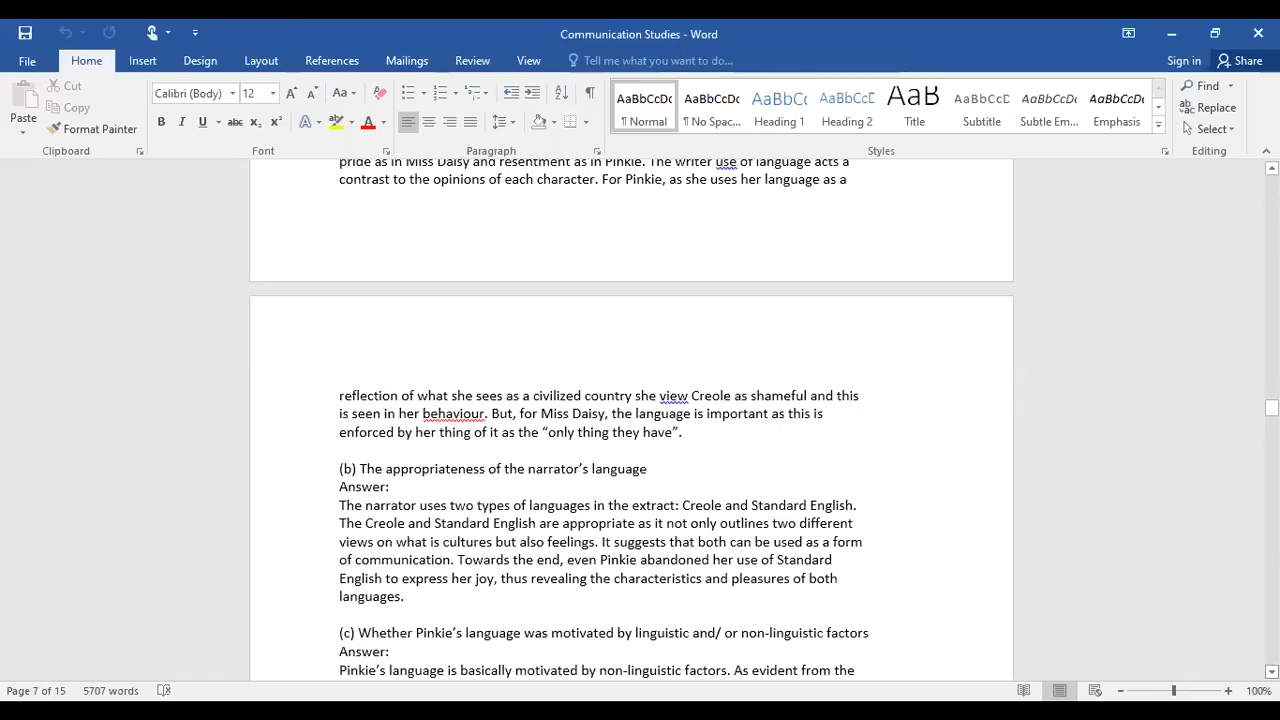 Communication Studies - Word
File Home Insert Design Layout References Mailings Review View Tell me what you want to do... Sign in Share
Cut
Copy
Format Painter
Paste
Clipboard
Calibri (Body) 12
Font
Paragraph
AaBbCcDc AaBbCcDc AaBbCc AaBbCcC AaB AaBbCcD AaBbCcDc AaBbCcDc
¶ Normal ¶ No Spac... Heading 1 Heading 2 Title Subtitle Subtle Em... Emphasis
Styles
Find
Replace
Select
Editing
pride as in Miss Daisy and resentment as in Pinkie. The writer use of language acts a
contrast to the opinions of each character. For Pinkie, as she uses her language as a
reflection of what she sees as a civilized country she view Creole as shameful and this
is seen in her behaviour. But, for Miss Daisy, the language is important as this is
enforced by her thing of it as the “only thing they have”.
(b) The appropriateness of the narrator’s language
Answer:
The narrator uses two types of languages in the extract: Creole and Standard English.
The Creole and Standard English are appropriate as it not only outlines two different
views on what is cultures but also feelings. It suggests that both can be used as a form
of communication. Towards the end, even Pinkie abandoned her use of Standard
English to express her joy, thus revealing the characteristics and pleasures of both
languages.
(c) Whether Pinkie’s language was motivated by linguistic and/ or non-linguistic factors
Answer:
Pinkie’s language is basically motivated by non-linguistic factors. As evident from the
Page 7 of 15 5707 words 100%